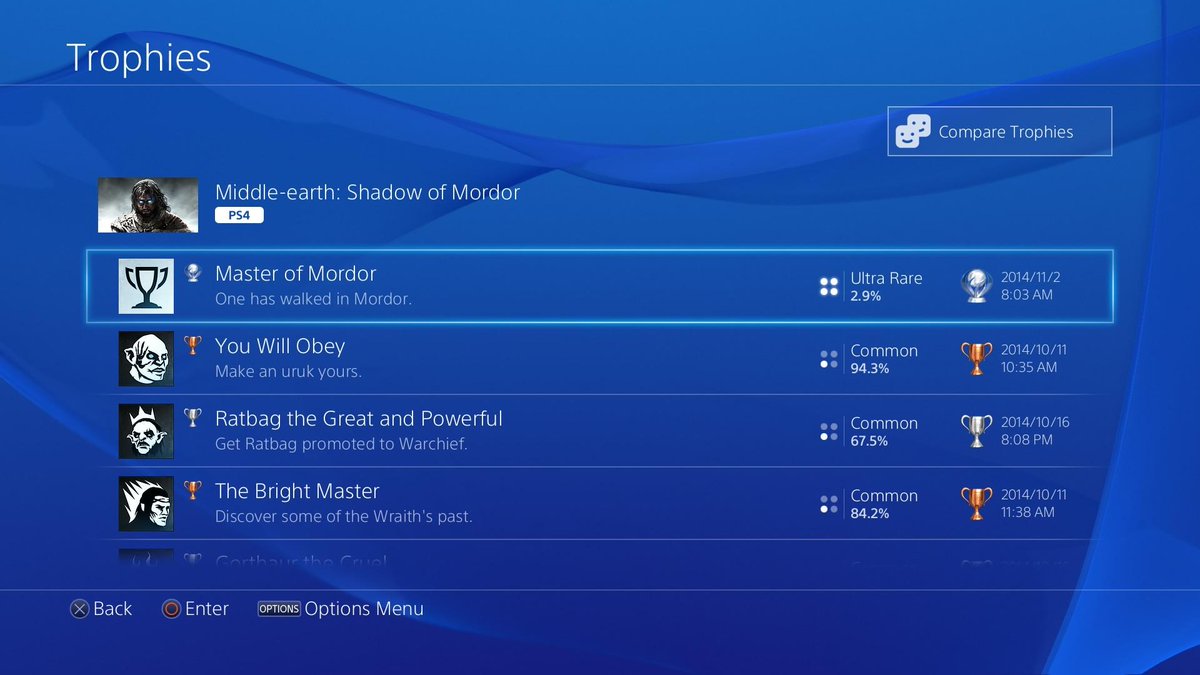 Trophies
Compare Trophies
Middle-earth: Shadow of Mordor
PS4
Master of Mordor
One has walked in Mordor.
Ultra Rare
2.9%
2014/11/2
8:03 AM
You Will Obey
Make an uruk yours.
Common
94.3%
2014/10/11
10:35 AM
Ratbag the Great and Powerful
Get Ratbag promoted to Warchief.
Common
67.5%
2014/10/16
8:08 PM
The Bright Master
Discover some of the Wraith's past.
Common
84.2%
2014/10/11
11:38 AM
Gorthaur the Cruel
Back
Enter
OPTIONS Options Menu